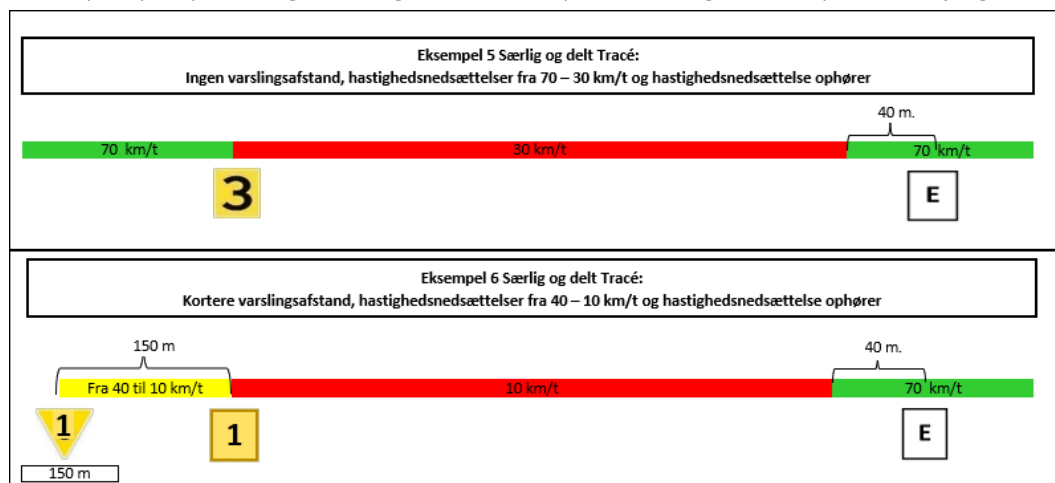 Eksempel 5 Særlig og delt Tracé:
Ingen varslingsafstand, hastighedsnedsættelser fra 70 – 30 km/t og hastighedsnedsættelse ophører
40 m.
70 km/t
30 km/t
70 km/t
3
E
Eksempel 6 Særlig og delt Tracé:
Kortere varslingsafstand, hastighedsnedsættelser fra 40 – 10 km/t og hastighedsnedsættelse ophører
150 m
40 m.
Fra 40 til 10 km/t
10 km/t
70 km/t
1
1
E
150 m